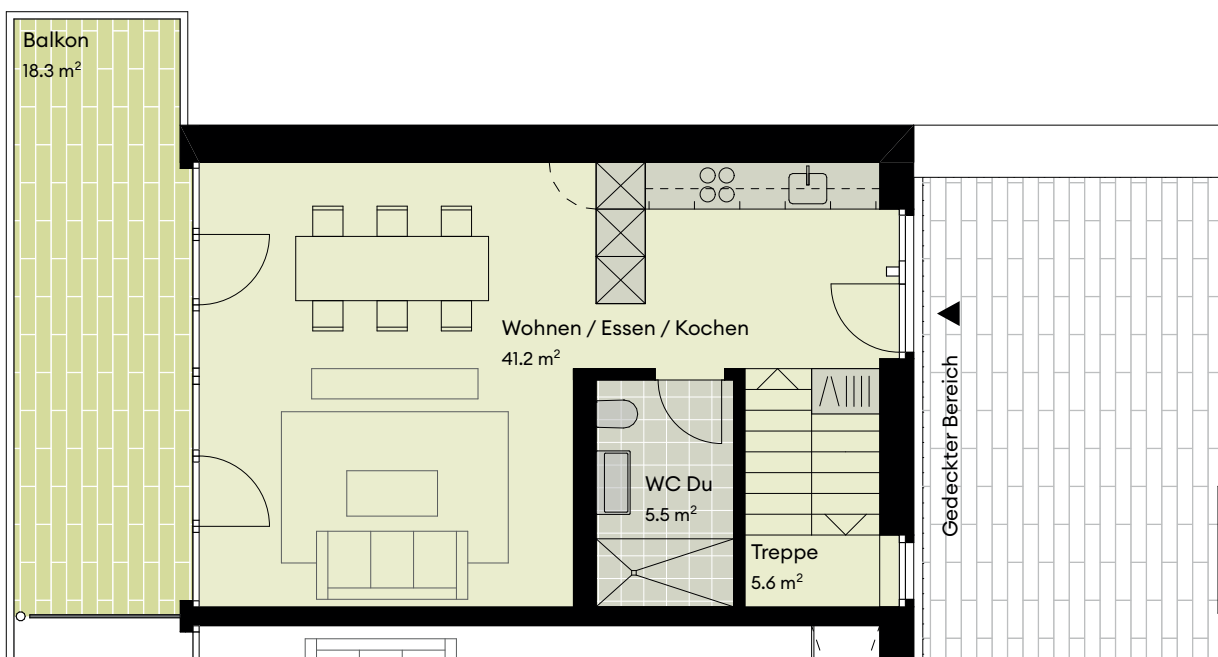 Balkon
18.3 m²
Wohnen / Essen / Kochen
41.2 m²
WC Du
5.5 m²
Treppe
5.6 m²
Gedeckter Bereich